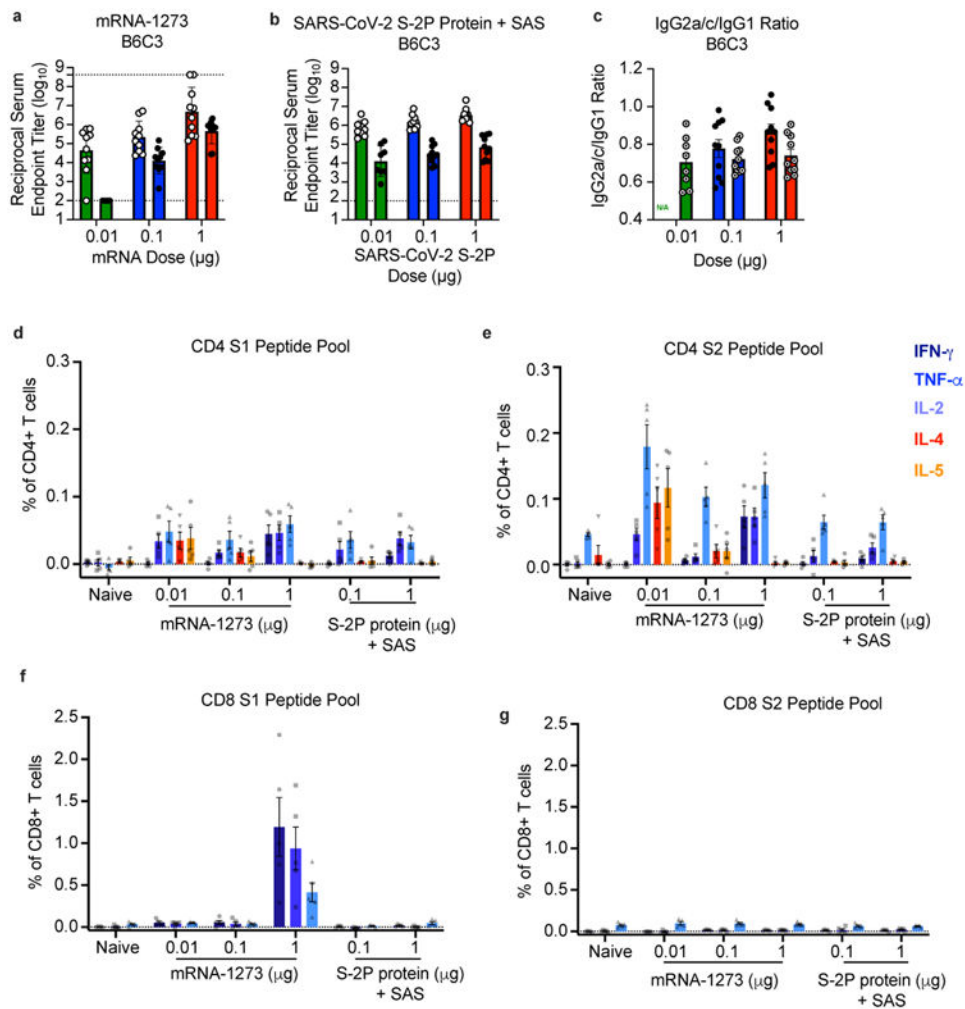 a
mRNA-1273
B6C3
Reciprocal Serum
Endpoint Titer (log10)
9
8
7
6
5
4
3
2
1
0.01 0.1 1
mRNA Dose (µg)
b
SARS-CoV-2 S-2P Protein + SAS
B6C3
Reciprocal Serum
Endpoint Titer (log10)
9
8
7
6
5
4
3
2
1
0.01 0.1 1
SARS-CoV-2 S-2P
Dose (µg)
c
IgG2a/c/IgG1 Ratio
B6C3
IgG2a/c/IgG1 Ratio
1.2
1.0
0.8
0.6
0.4
N/A
0.01 0.1 1
Dose (µg)
d
CD4 S1 Peptide Pool
% of CD4+ T cells
0.3
0.2
0.1
0.0
Naive 0.01 0.1 1 0.1 1
mRNA-1273 (µg) S-2P protein (µg)
+ SAS
e
CD4 S2 Peptide Pool
% of CD4+ T cells
0.3
0.2
0.1
0.0
Naive 0.01 0.1 1 0.1 1
mRNA-1273 (µg) S-2P protein (µg)
+ SAS
IFN-γ
TNF-α
IL-2
IL-4
IL-5
f
CD8 S1 Peptide Pool
% of CD8+ T cells
2.5
2.0
1.5
1.0
0.5
0.0
Naive 0.01 0.1 1 0.1 1
mRNA-1273 (µg) S-2P protein (µg)
+ SAS
g
CD8 S2 Peptide Pool
% of CD8+ T cells
2.5
2.0
1.5
1.0
0.5
0.0
Naive 0.01 0.1 1 0.1 1
mRNA-1273 (µg) S-2P protein (µg)
+ SAS